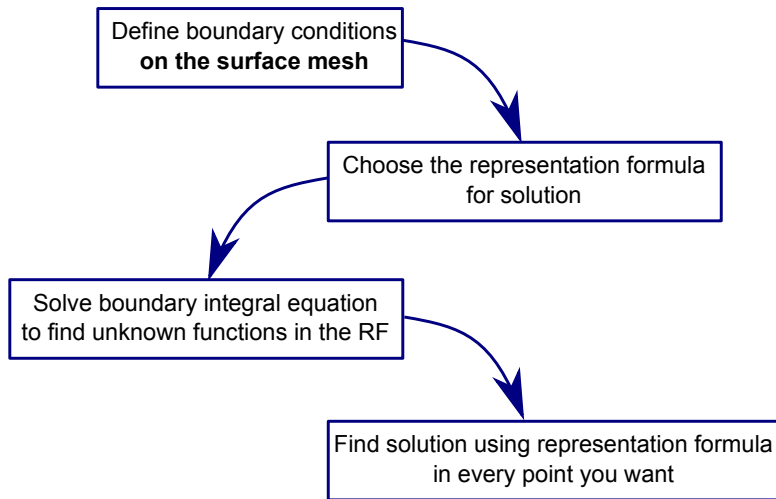 Define boundary conditions
on the surface mesh
Choose the representation formula
for solution
Solve boundary integral equation
to find unknown functions in the RF
Find solution using representation formula
in every point you want